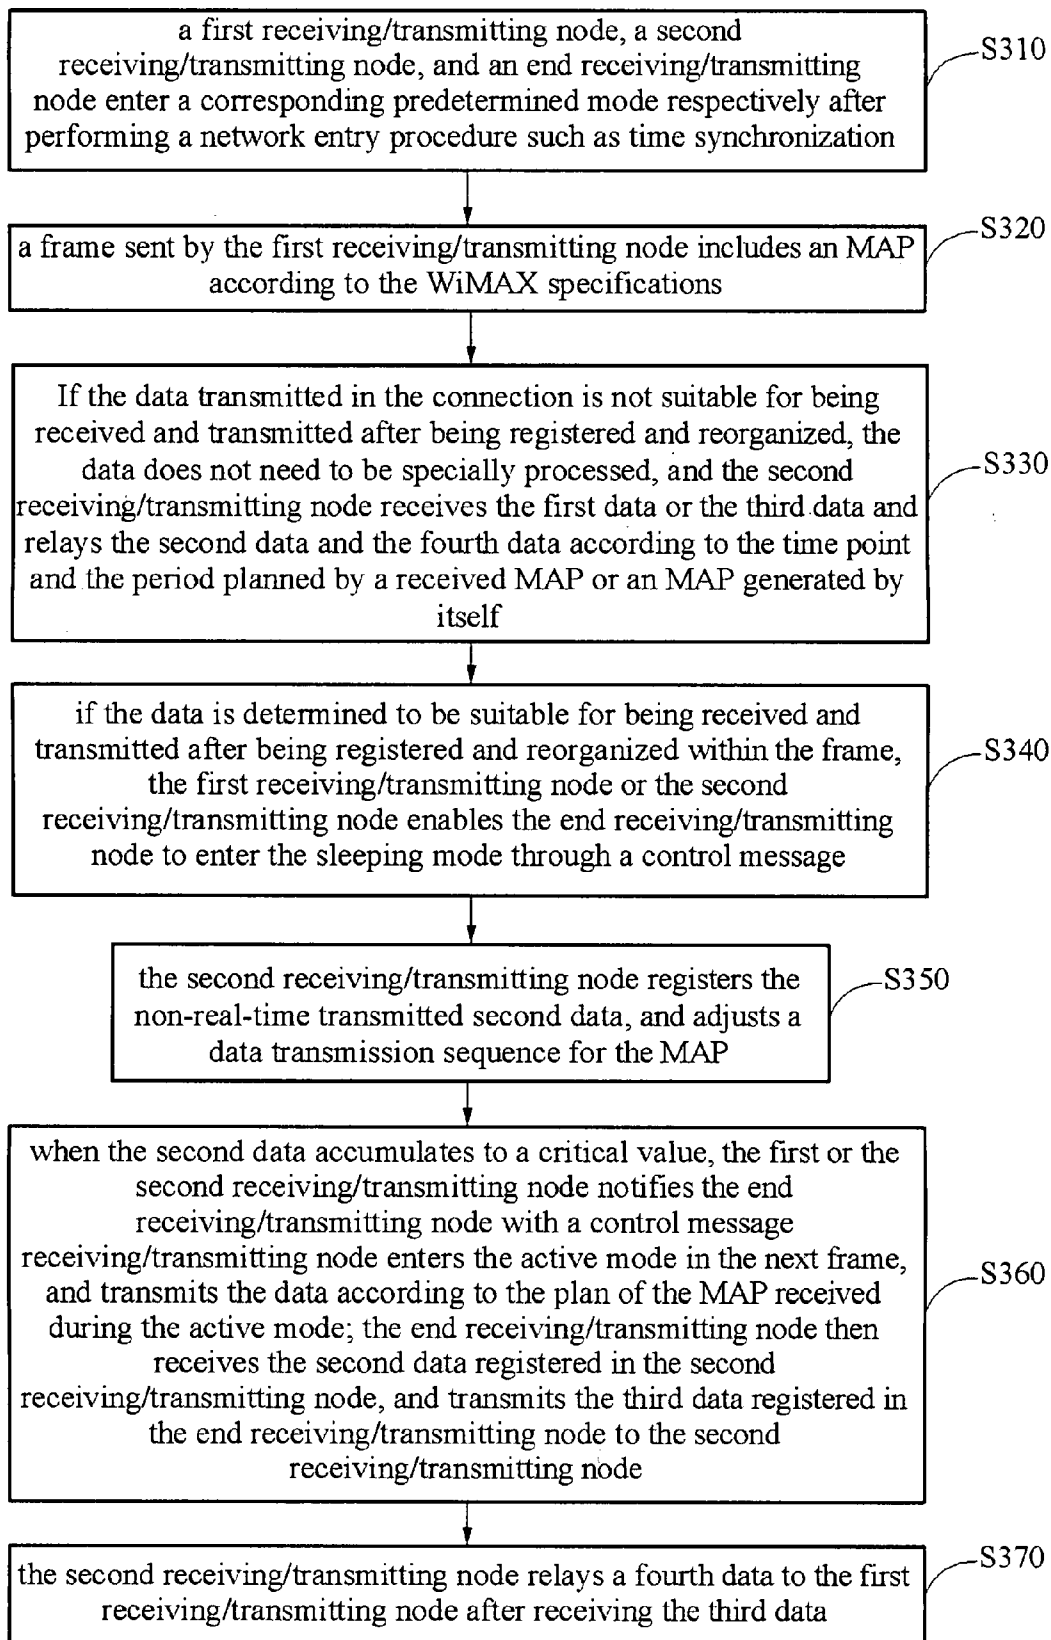 a first receiving/transmitting node, a second
receiving/transmitting node, and an end receiving/transmitting
node enter a corresponding predetermined mode respectively after
performing a network entry procedure such as time synchronization
S310
a frame sent by the first receiving/transmitting node includes an MAP
according to the WiMAX specifications
S320
If the data transmitted in the connection is not suitable for being
received and transmitted after being registered and reorganized, the
data does not need to be specially processed, and the second
receiving/transmitting node receives the first data or the third data and
relays the second data and the fourth data according to the time point
and the period planned by a received MAP or an MAP generated by
itself
S330
if the data is determined to be suitable for being received and
transmitted after being registered and reorganized within the frame,
the first receiving/transmitting node or the second
receiving/transmitting node enables the end receiving/transmitting
node to enter the sleeping mode through a control message
S340
the second receiving/transmitting node registers the
non-real-time transmitted second data, and adjusts a
data transmission sequence for the MAP
S350
when the second data accumulates to a critical value, the first or the
second receiving/transmitting node notifies the end
receiving/transmitting node with a control message
receiving/transmitting node enters the active mode in the next frame,
and transmits the data according to the plan of the MAP received
during the active mode; the end receiving/transmitting node then
receives the second data registered in the second
receiving/transmitting node, and transmits the third data registered in
the end receiving/transmitting node to the second
receiving/transmitting node
S360
the second receiving/transmitting node relays a fourth data to the first
receiving/transmitting node after receiving the third data
S370